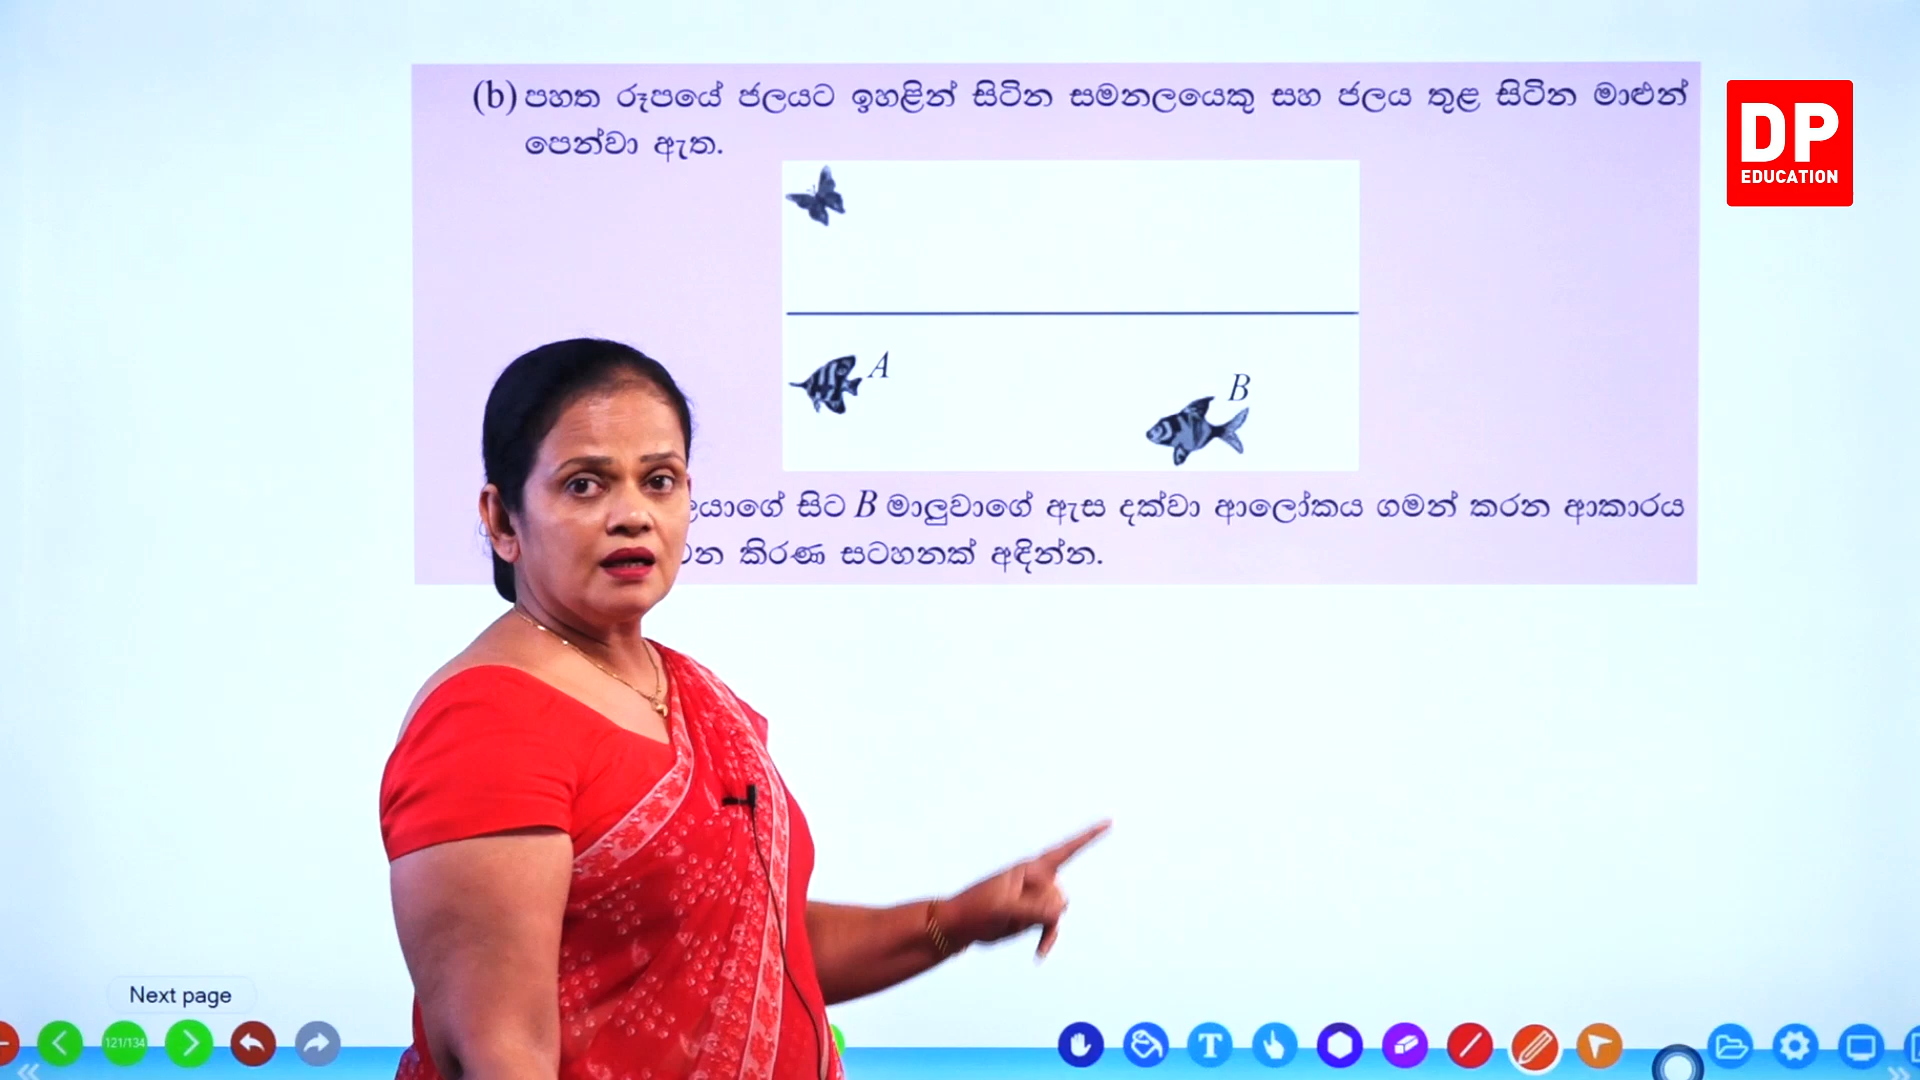 (b) පහත රූපයේ ජලයට ඉහළින් සිටින සමනලයෙකු සහ ජලය තුළ සිටින මාළුන්
පෙන්වා ඇත.
DP
EDUCATION
A
B
සිට B මාලුවාගේ ඇස දක්වා ආලෝකය ගමන් කරන ආකාරය
කිරණ සටහනක් අඳින්න.
Next page
121/134
T